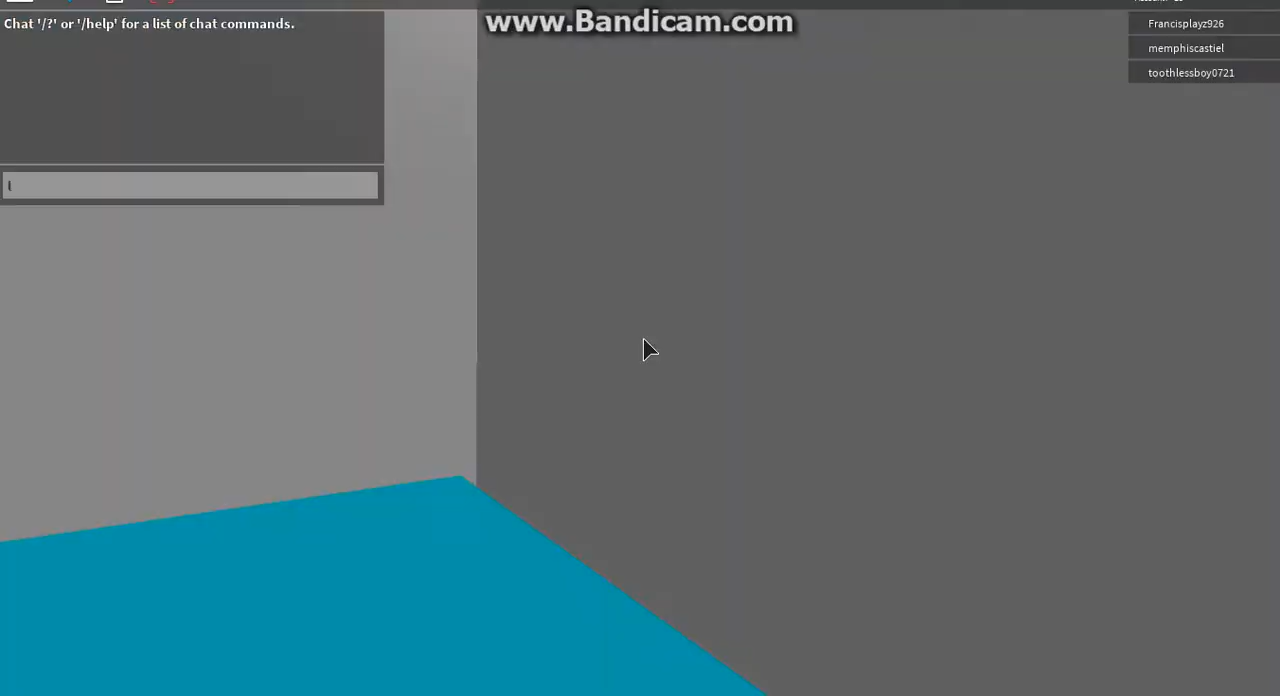 www.Bandicam.com
Chat '/?' or '/help' for a list of chat commands.
Francisplayz926
memphiscastiel
toothlessboy0721
l